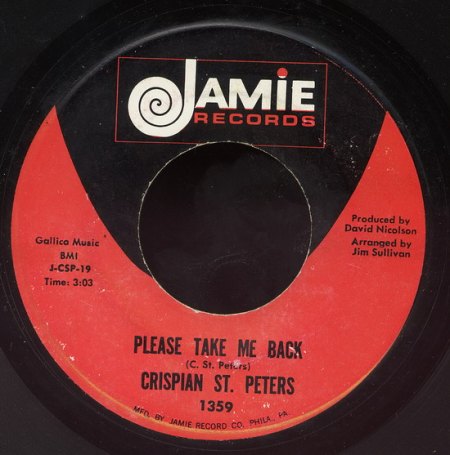 JAMIE
RECORDS
Gallico Music
BMI
J-CSP-19
Time: 3:03
Produced by
David Nicolson
Arranged by
Jim Sullivan
PLEASE TAKE ME BACK
(C. St. Peters)
CRISPIAN ST. PETERS
1359
MFD. BY JAMIE RECORD CO. PHILA., PA.